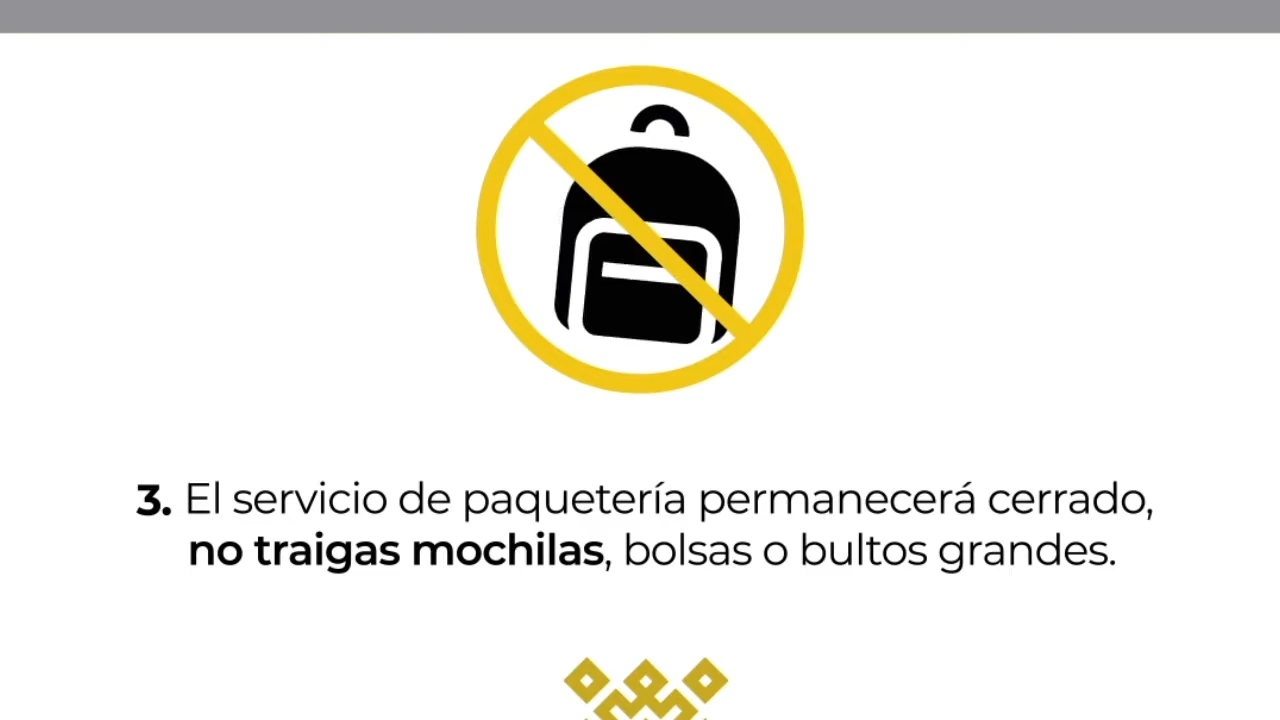 3. El servicio de paquetería permanecerá cerrado,
no traigas mochilas, bolsas o bultos grandes.